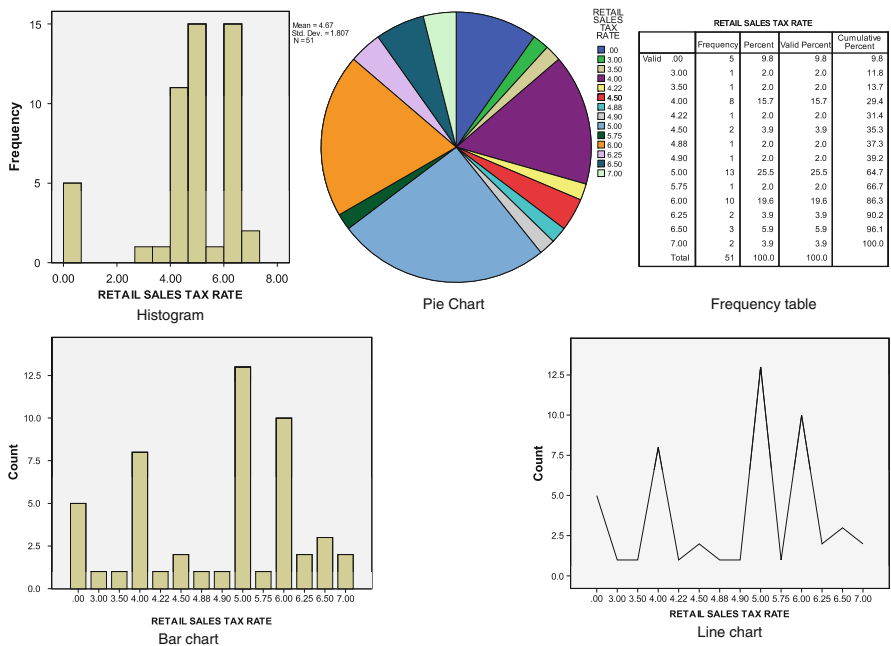 15
10
5
0
Frequency
0.00 2.00 4.00 6.00 8.00
RETAIL SALES TAX RATE
Histogram
Mean = 4.67
Std. Dev. = 1.807
N = 51
RETAIL
SALES
TAX
RATE
.00
3.00
3.50
4.00
4.22
4.50
4.88
4.90
5.00
5.75
6.00
6.25
6.50
7.00
Pie Chart
RETAIL SALES TAX RATE
Frequency Percent Valid Percent Cumulative Percent
Valid .00 5 9.8 9.8 9.8
3.00 1 2.0 2.0 11.8
3.50 1 2.0 2.0 13.7
4.00 8 15.7 15.7 29.4
4.22 1 2.0 2.0 31.4
4.50 2 3.9 3.9 35.3
4.88 1 2.0 2.0 37.3
4.90 1 2.0 2.0 39.2
5.00 13 25.5 25.5 64.7
5.75 1 2.0 2.0 66.7
6.00 10 19.6 19.6 86.3
6.25 2 3.9 3.9 90.2
6.50 3 5.9 5.9 96.1
7.00 2 3.9 3.9 100.0
Total 51 100.0 100.0
Frequency table
12.5
10.0
7.5
5.0
2.5
0.0
Count
.00 3.00 3.50 4.00 4.22 4.50 4.88 4.90 5.00 5.75 6.00 6.25 6.50 7.00
RETAIL SALES TAX RATE
Bar chart
12.5
10.0
7.5
5.0
2.5
0.0
Count
.00 3.00 3.50 4.00 4.22 4.50 4.88 4.90 5.00 5.75 6.00 6.25 6.50 7.00
RETAIL SALES TAX RATE
Line chart